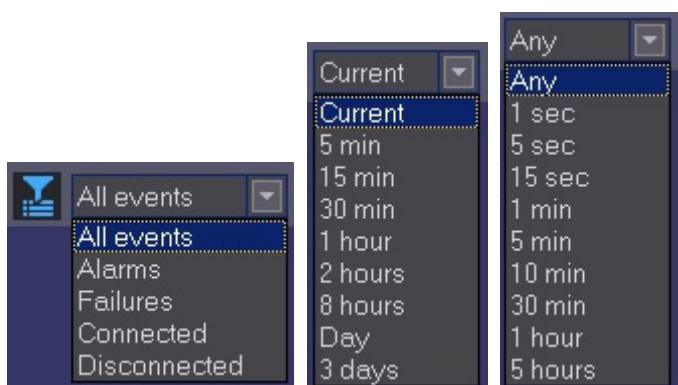 All events
All events
Alarms
Failures
Connected
Disconnected
Current
Current
5 min
15 min
30 min
1 hour
2 hours
8 hours
Day
3 days
Any
Any
1 sec
5 sec
15 sec
1 min
5 min
10 min
30 min
1 hour
5 hours